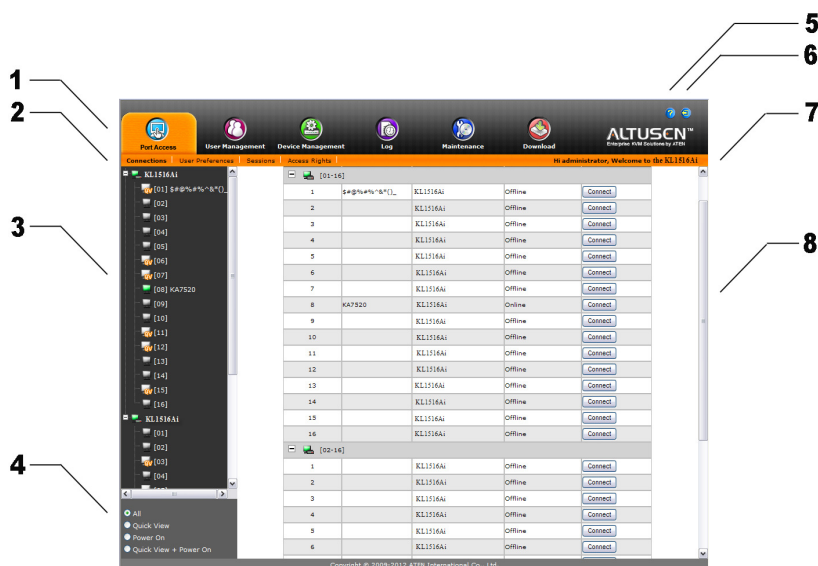 5
6
1
2
7
3
8
4
ALTUSEN™
Enterprise KVM Solutions by ATEN
Port Access
User Management
Device Management
Log
Maintenance
Download
Connections
User Preferences
Sessions
Access Rights
Hi administrator, Welcome to the KL1516Ai
KL1516Ai
[01] $#@%#%^&*()_
[02]
[03]
[04]
[05]
[06]
[07]
[08] KA7520
[09]
[10]
[11]
[12]
[13]
[14]
[15]
[16]
KL1516Ai
[01]
[02]
[03]
[04]
All
Quick View
Power On
Quick View + Power On
[01-16]
1 $#@%#%^&*()_ KL1516Ai Offline Connect
2 KL1516Ai Offline Connect
3 KL1516Ai Offline Connect
4 KL1516Ai Offline Connect
5 KL1516Ai Offline Connect
6 KL1516Ai Offline Connect
7 KL1516Ai Offline Connect
8 KA7520 KL1516Ai Online Connect
9 KL1516Ai Offline Connect
10 KL1516Ai Offline Connect
11 KL1516Ai Offline Connect
12 KL1516Ai Offline Connect
13 KL1516Ai Offline Connect
14 KL1516Ai Offline Connect
15 KL1516Ai Offline Connect
16 KL1516Ai Offline Connect
[02-16]
1 KL1516Ai Offline Connect
2 KL1516Ai Offline Connect
3 KL1516Ai Offline Connect
4 KL1516Ai Offline Connect
5 KL1516Ai Offline Connect
6 KL1516Ai Offline Connect
Copyright © 2009-2012 ATEN International Co., Ltd.